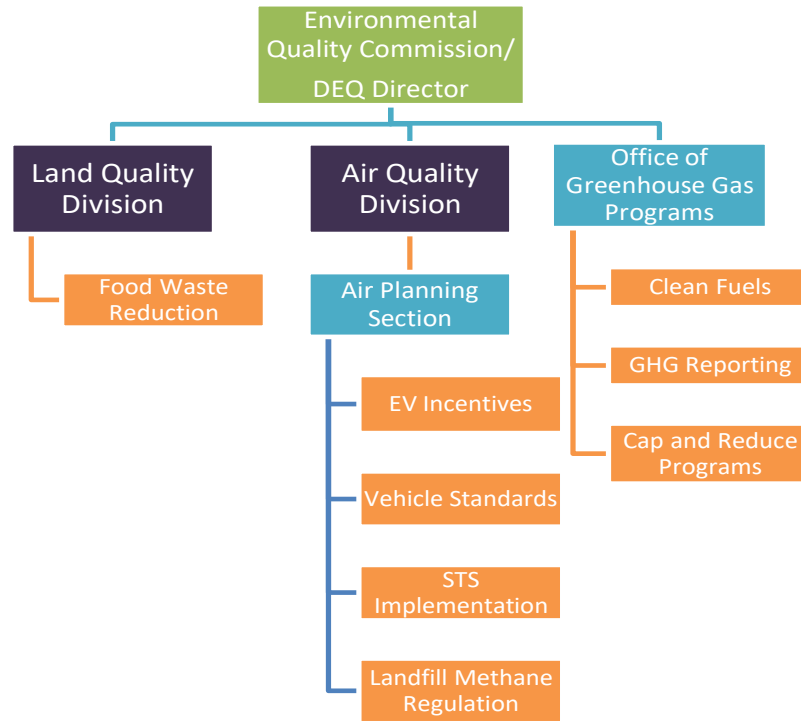 Environmental
Quality Commission/
DEQ Director
Land Quality
Division
Air Quality
Division
Office of
Greenhouse Gas
Programs
Food Waste
Reduction
Air Planning
Section
Clean Fuels
GHG Reporting
Cap and Reduce
Programs
EV Incentives
Vehicle Standards
STS
Implementation
Landfill Methane
Regulation